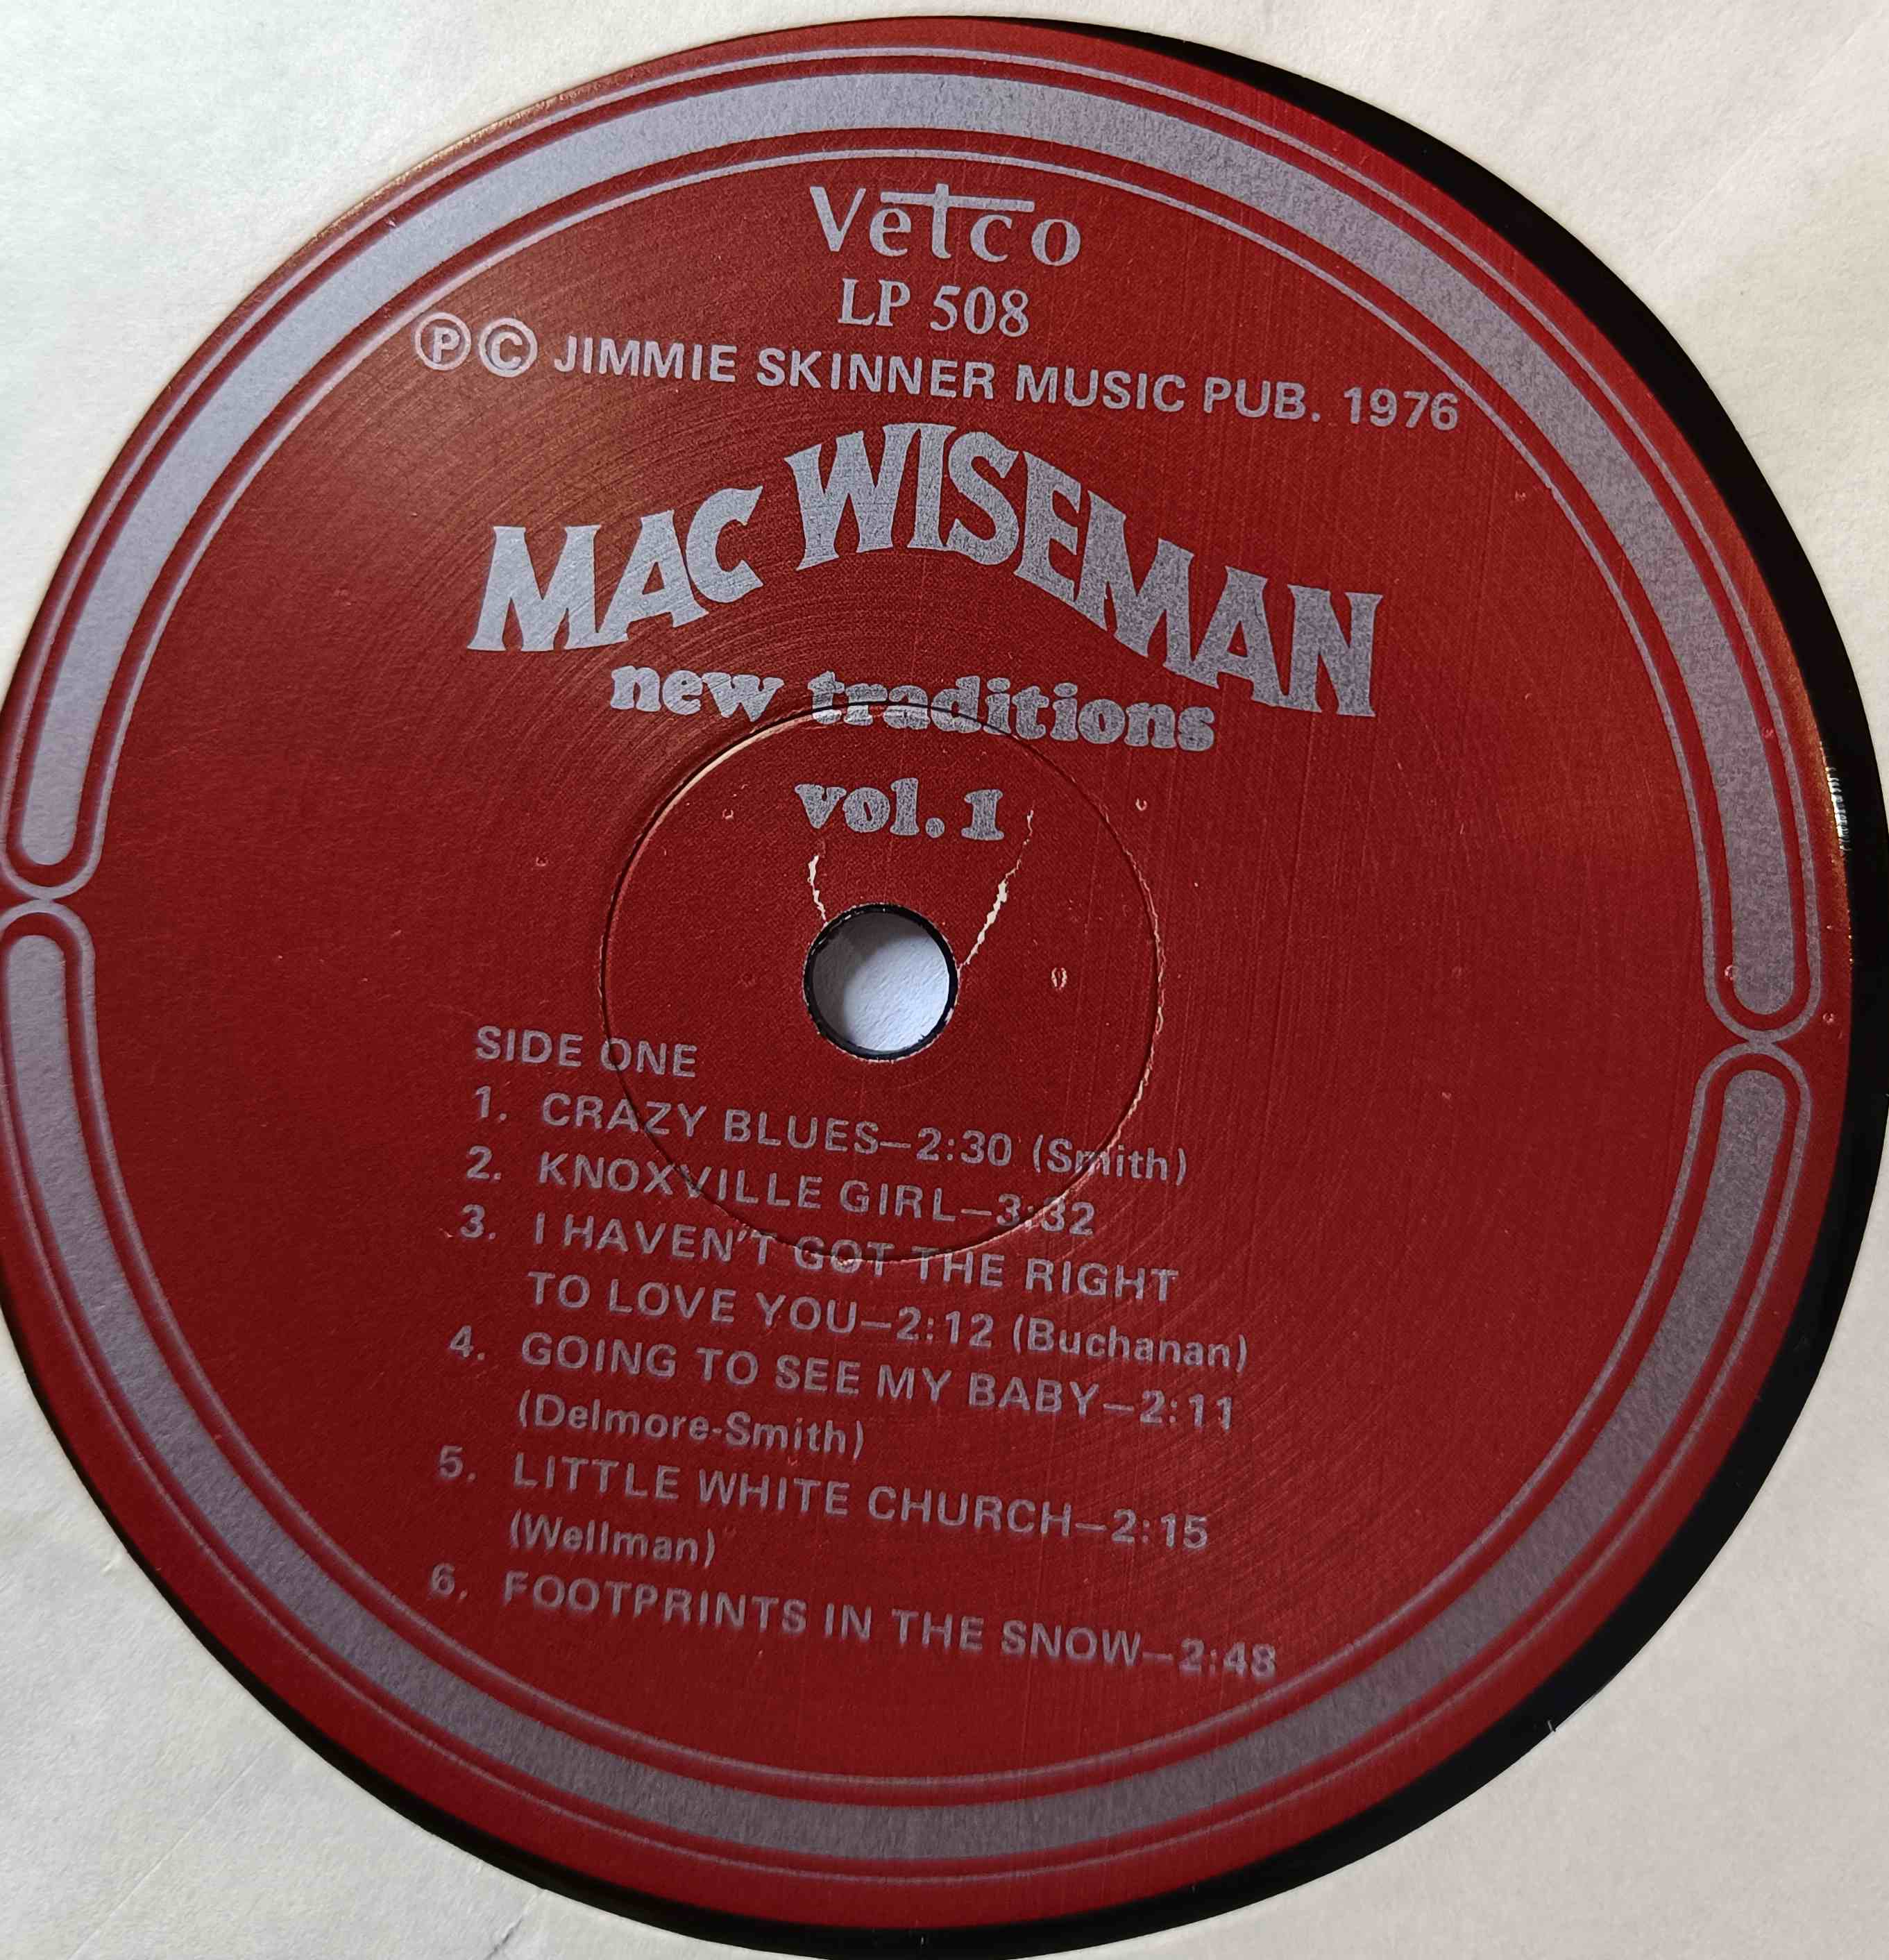 Vetco
LP 508
Ⓟ © JIMMIE SKINNER MUSIC PUB. 1976
MAC WISEMAN
new traditions
vol. 1
SIDE ONE
1. CRAZY BLUES—2:30 (Smith)
2. KNOXVILLE GIRL—3:32
3. I HAVEN'T GOT THE RIGHT
TO LOVE YOU—2:12 (Buchanan)
4. GOING TO SEE MY BABY—2:11
(Delmore-Smith)
5. LITTLE WHITE CHURCH—2:15
(Wellman)
6. FOOTPRINTS IN THE SNOW—2:48